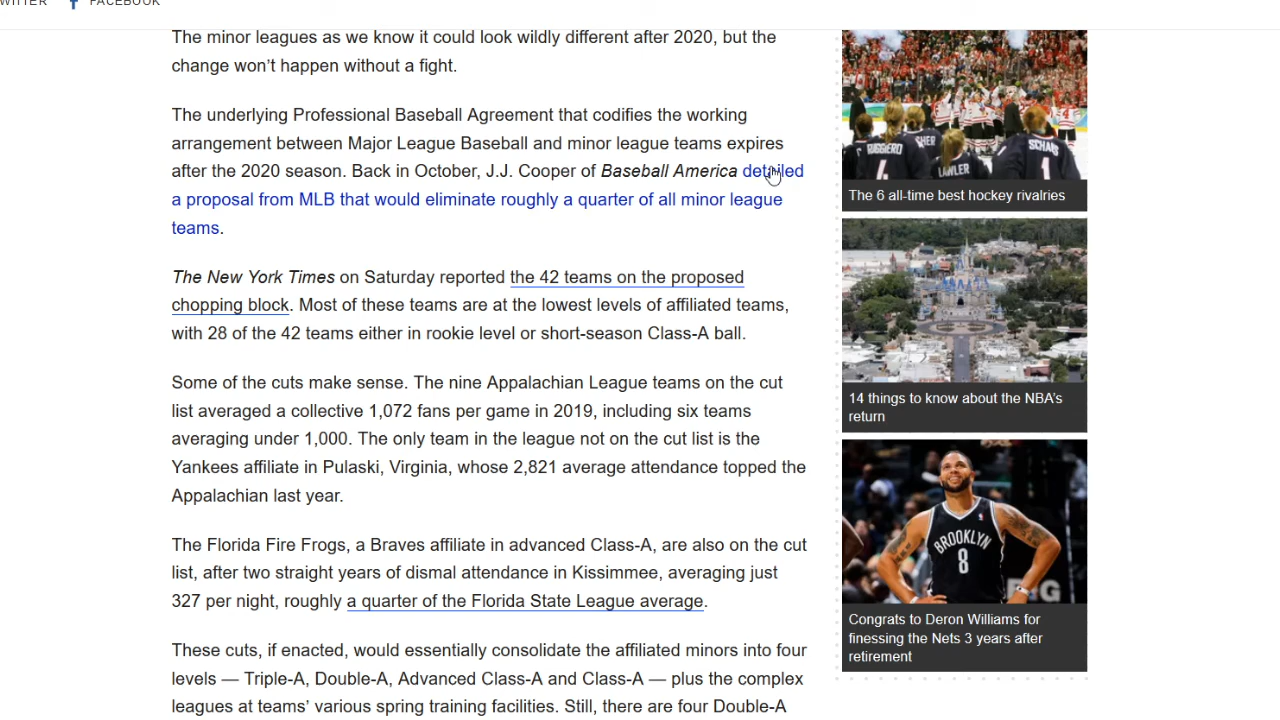 WITTER FACEBOOK
The minor leagues as we know it could look wildly different after 2020, but the
change won’t happen without a fight.
The underlying Professional Baseball Agreement that codifies the working
arrangement between Major League Baseball and minor league teams expires
after the 2020 season. Back in October, J.J. Cooper of Baseball America detailed
a proposal from MLB that would eliminate roughly a quarter of all minor league
teams.
The New York Times on Saturday reported the 42 teams on the proposed
chopping block. Most of these teams are at the lowest levels of affiliated teams,
with 28 of the 42 teams either in rookie level or short-season Class-A ball.
Some of the cuts make sense. The nine Appalachian League teams on the cut
list averaged a collective 1,072 fans per game in 2019, including six teams
averaging under 1,000. The only team in the league not on the cut list is the
Yankees affiliate in Pulaski, Virginia, whose 2,821 average attendance topped the
Appalachian last year.
The Florida Fire Frogs, a Braves affiliate in advanced Class-A, are also on the cut
list, after two straight years of dismal attendance in Kissimmee, averaging just
327 per night, roughly a quarter of the Florida State League average.
These cuts, if enacted, would essentially consolidate the affiliated minors into four
levels — Triple-A, Double-A, Advanced Class-A and Class-A — plus the complex
leagues at teams’ various spring training facilities. Still, there are four Double-A
RUGGIERO
4
SHER
LAWLER
SCHAUS
1
The 6 all-time best hockey rivalries
14 things to know about the NBA’s
return
BROOKLYN
8
Congrats to Deron Williams for
finessing the Nets 3 years after
retirement